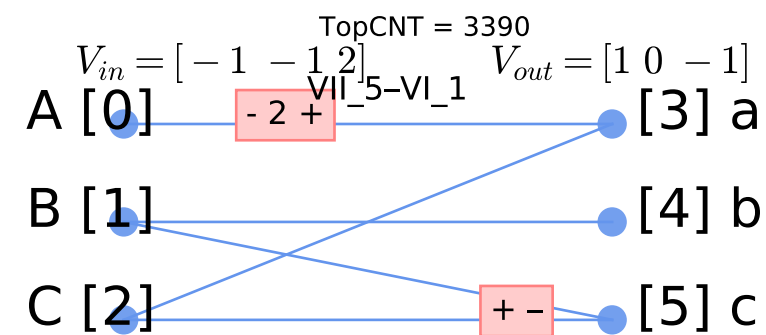 TopCNT = 3390
V_in = [ − 1 − 1 2] V_out = [1 0 − 1]
VII_5–VI_1
A [0] - 2 + [3] a
B [1] [4] b
C [2] + – [5] c